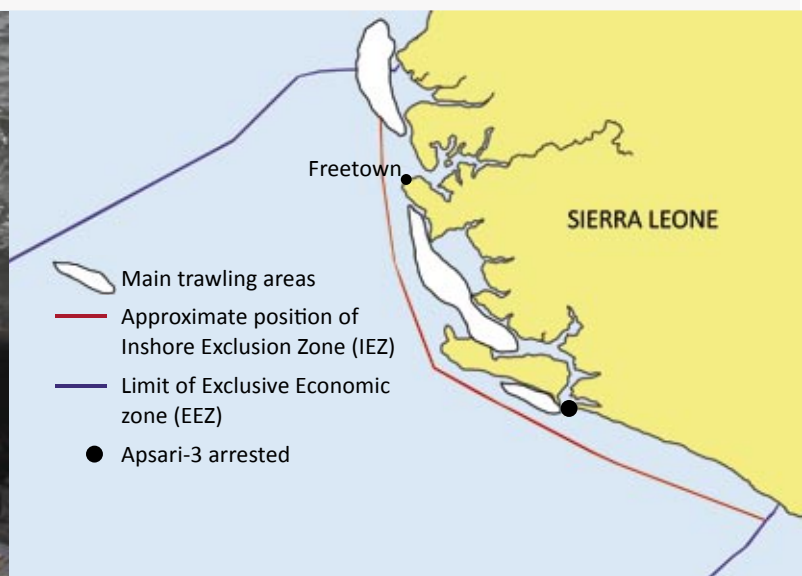 Freetown
SIERRA LEONE
Main trawling areas
Approximate position of
Inshore Exclusion Zone (IEZ)
Limit of Exclusive Economic
zone (EEZ)
Apsari-3 arrested